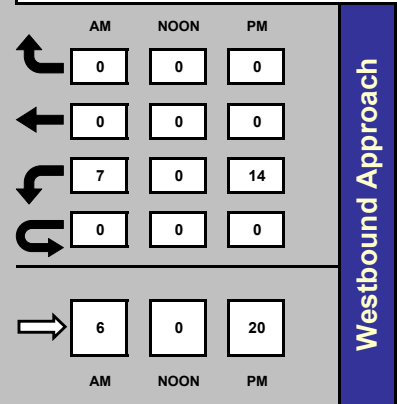 AM NOON PM
0 0 0
0 0 0
7 0 14
0 0 0
6 0 20
AM NOON PM
Westbound Approach